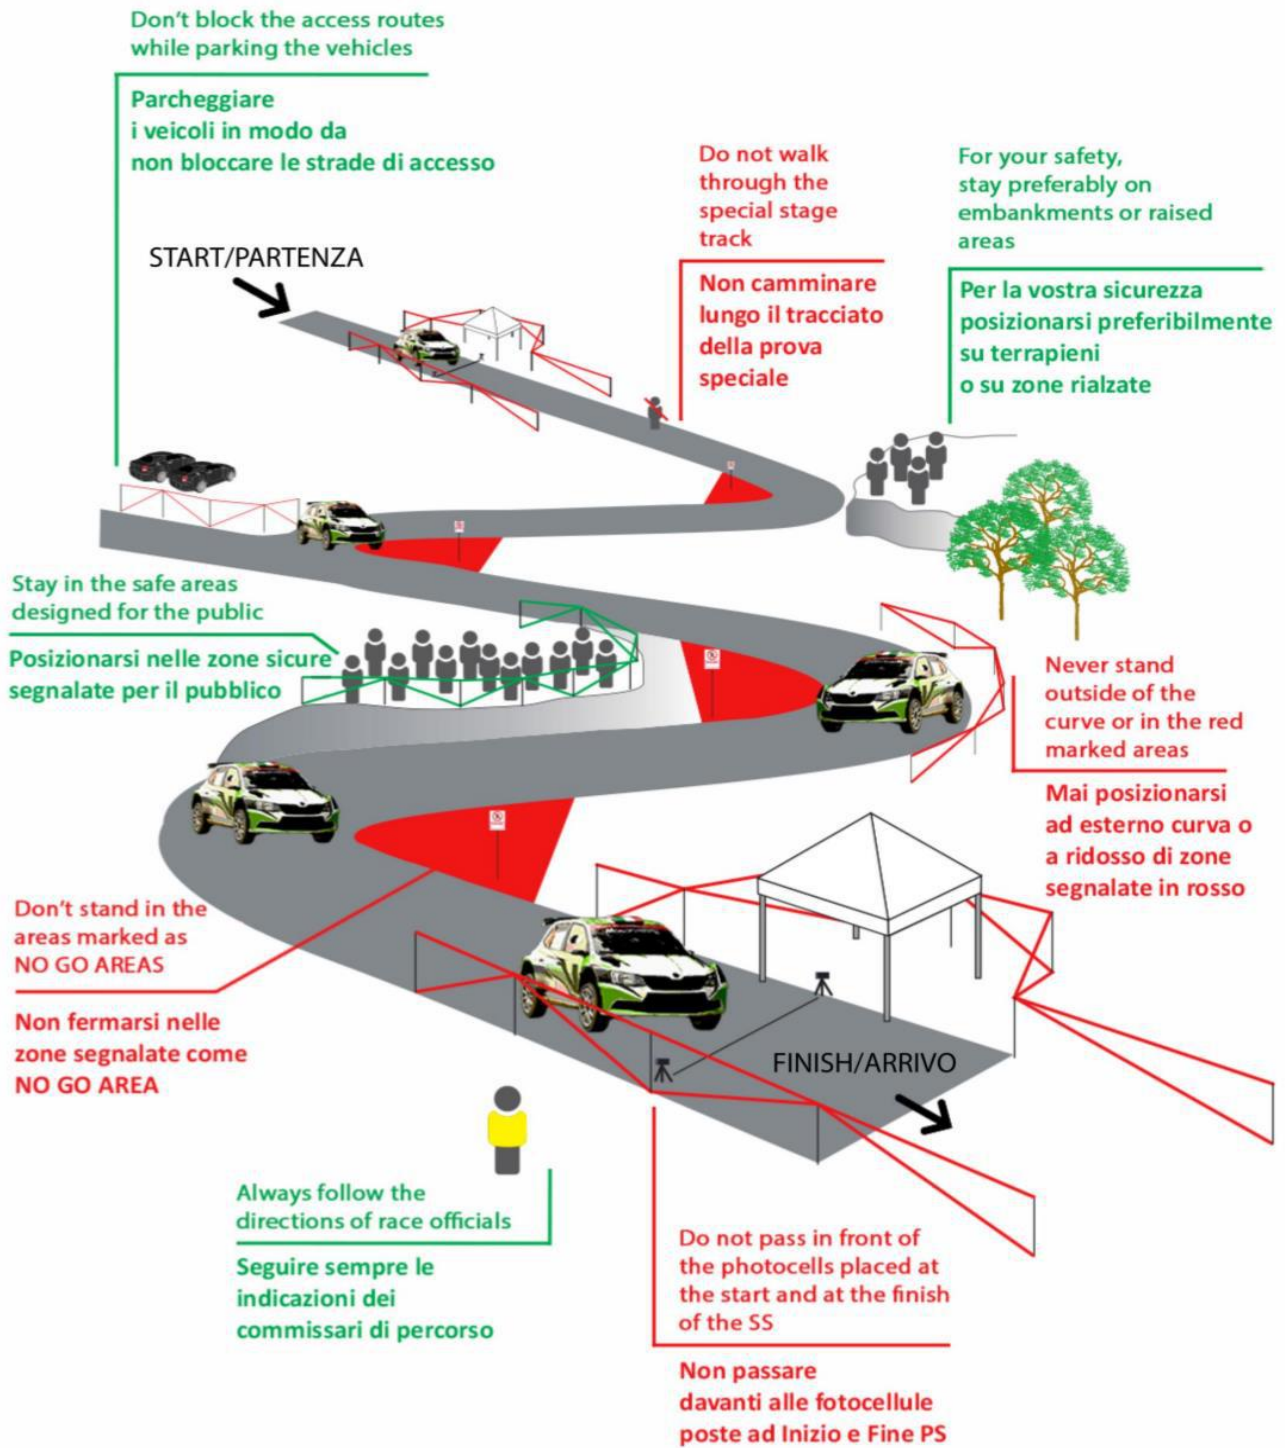 Don't block the access routes
while parking the vehicles
Parcheggiare
i veicoli in modo da
non bloccare le strade di accesso
Do not walk
through the
special stage
track
Non camminare
lungo il tracciato
della prova
speciale
For your safety,
stay preferably on
embankments or raised
areas
Per la vostra sicurezza
posizionarsi preferibilmente
su terrapieni
o su zone rialzate
START/PARTENZA
Stay in the safe areas
designed for the public
Posizionarsi nelle zone sicure
segnalate per il pubblico
Never stand
outside of the
curve or in the red
marked areas
Mai posizionarsi
ad esterno curva o
a ridosso di zone
segnalate in rosso
Don't stand in the
areas marked as
NO GO AREAS
Non fermarsi nelle
zone segnalate come
NO GO AREA
FINISH/ARRIVO
Always follow the
directions of race officials
Seguire sempre le
indicazioni dei
commissari di percorso
Do not pass in front of
the photocells placed at
the start and at the finish
of the SS
Non passare
davanti alle fotocellule
poste ad Inizio e Fine PS